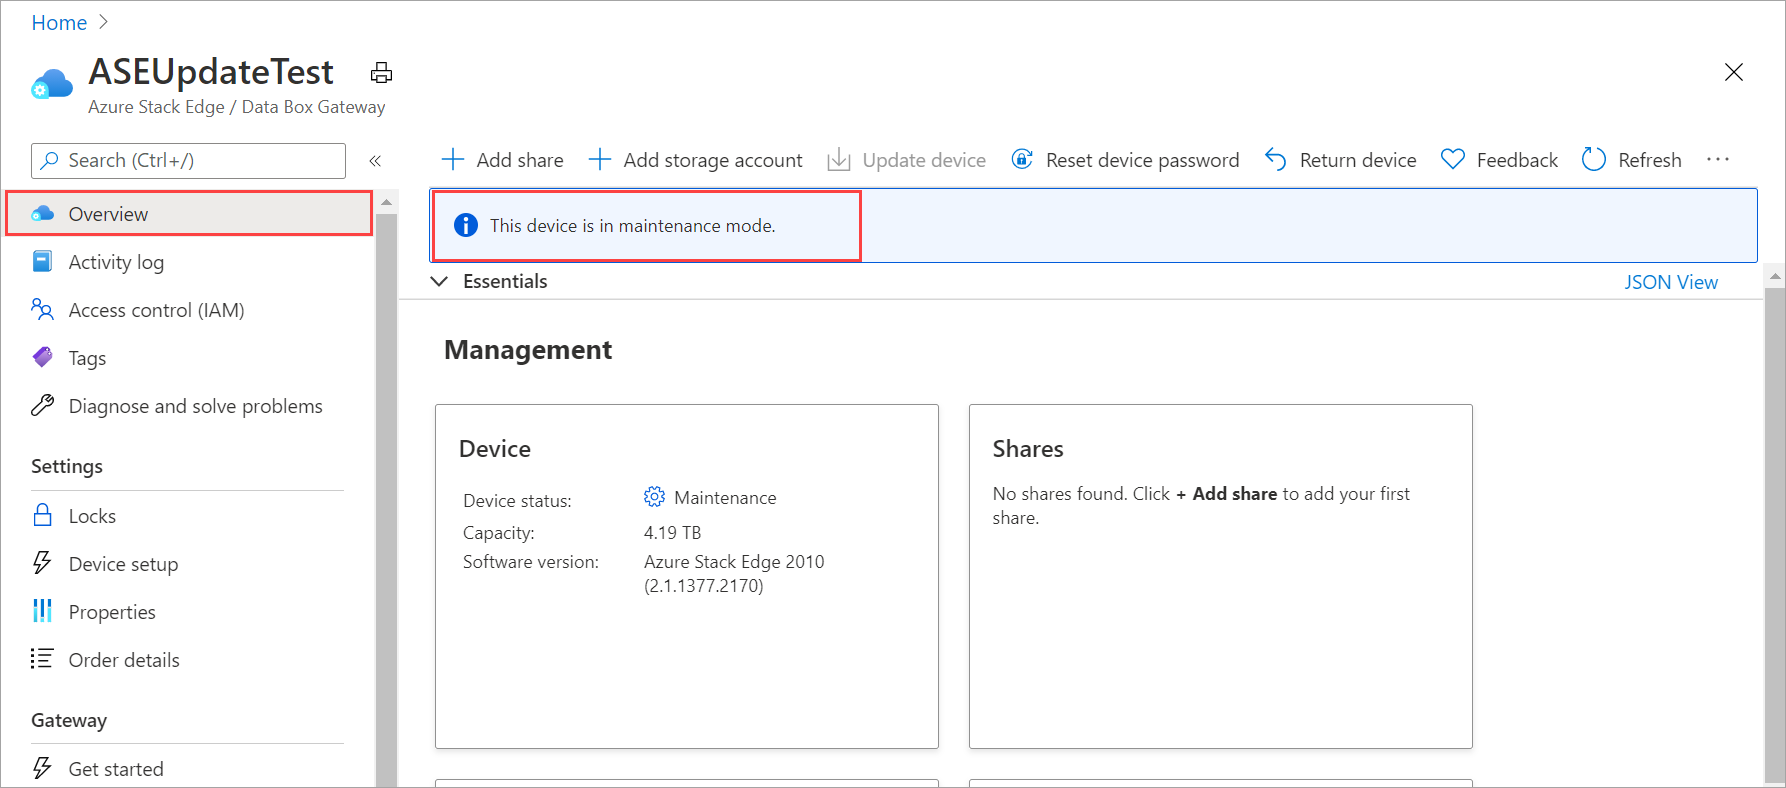 Home
ASEUpdateTest
Azure Stack Edge / Data Box Gateway
Search (Ctrl+/)
«
Add share
Add storage account
Update device
Reset device password
Return device
Feedback
Refresh
...
Overview
Activity log
Access control (IAM)
Tags
Diagnose and solve problems
Settings
Locks
Device setup
Properties
Order details
Gateway
Get started
This device is in maintenance mode.
Essentials
JSON View
Management
Device
Device status: Maintenance
Capacity: 4.19 TB
Software version: Azure Stack Edge 2010
(2.1.1377.2170)
Shares
No shares found. Click + Add share to add your first
share.